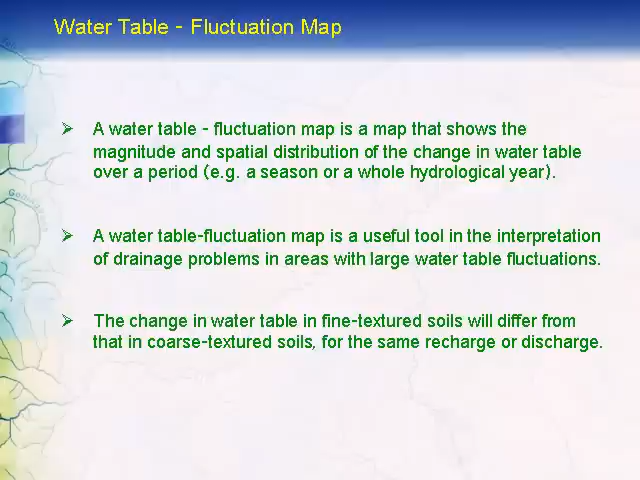 Water Table - Fluctuation Map
➢ A water table - fluctuation map is a map that shows the
magnitude and spatial distribution of the change in water table
over a period (e.g. a season or a whole hydrological year).
➢ A water table-fluctuation map is a useful tool in the interpretation
of drainage problems in areas with large water table fluctuations.
➢ The change in water table in fine-textured soils will differ from
that in coarse-textured soils, for the same recharge or discharge.